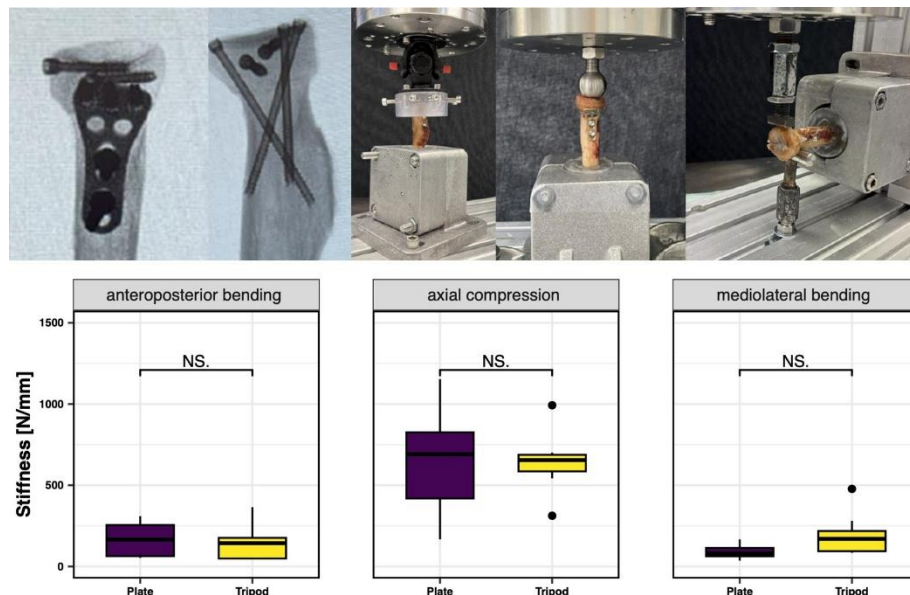 anteroposterior bending
axial compression
mediolateral bending
Stiffness [N/mm]
1500
1000
500
0
NS.
NS.
NS.
Plate
Tripod
Plate
Tripod
Plate
Tripod